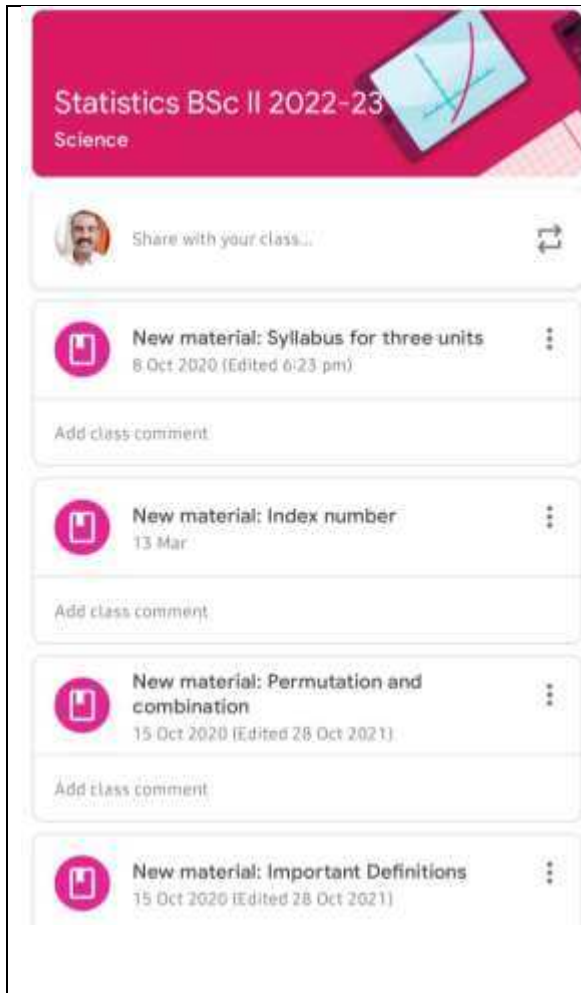 Statistics BSc II 2022-23
Science
Share with your class...
New material: Syllabus for three units
8 Oct 2020 (Edited 6:23 pm)
Add class comment
New material: Index number
13 Mar
Add class comment
New material: Permutation and
combination
15 Oct 2020 (Edited 28 Oct 2021)
Add class comment
New material: Important Definitions
15 Oct 2020 (Edited 28 Oct 2021)